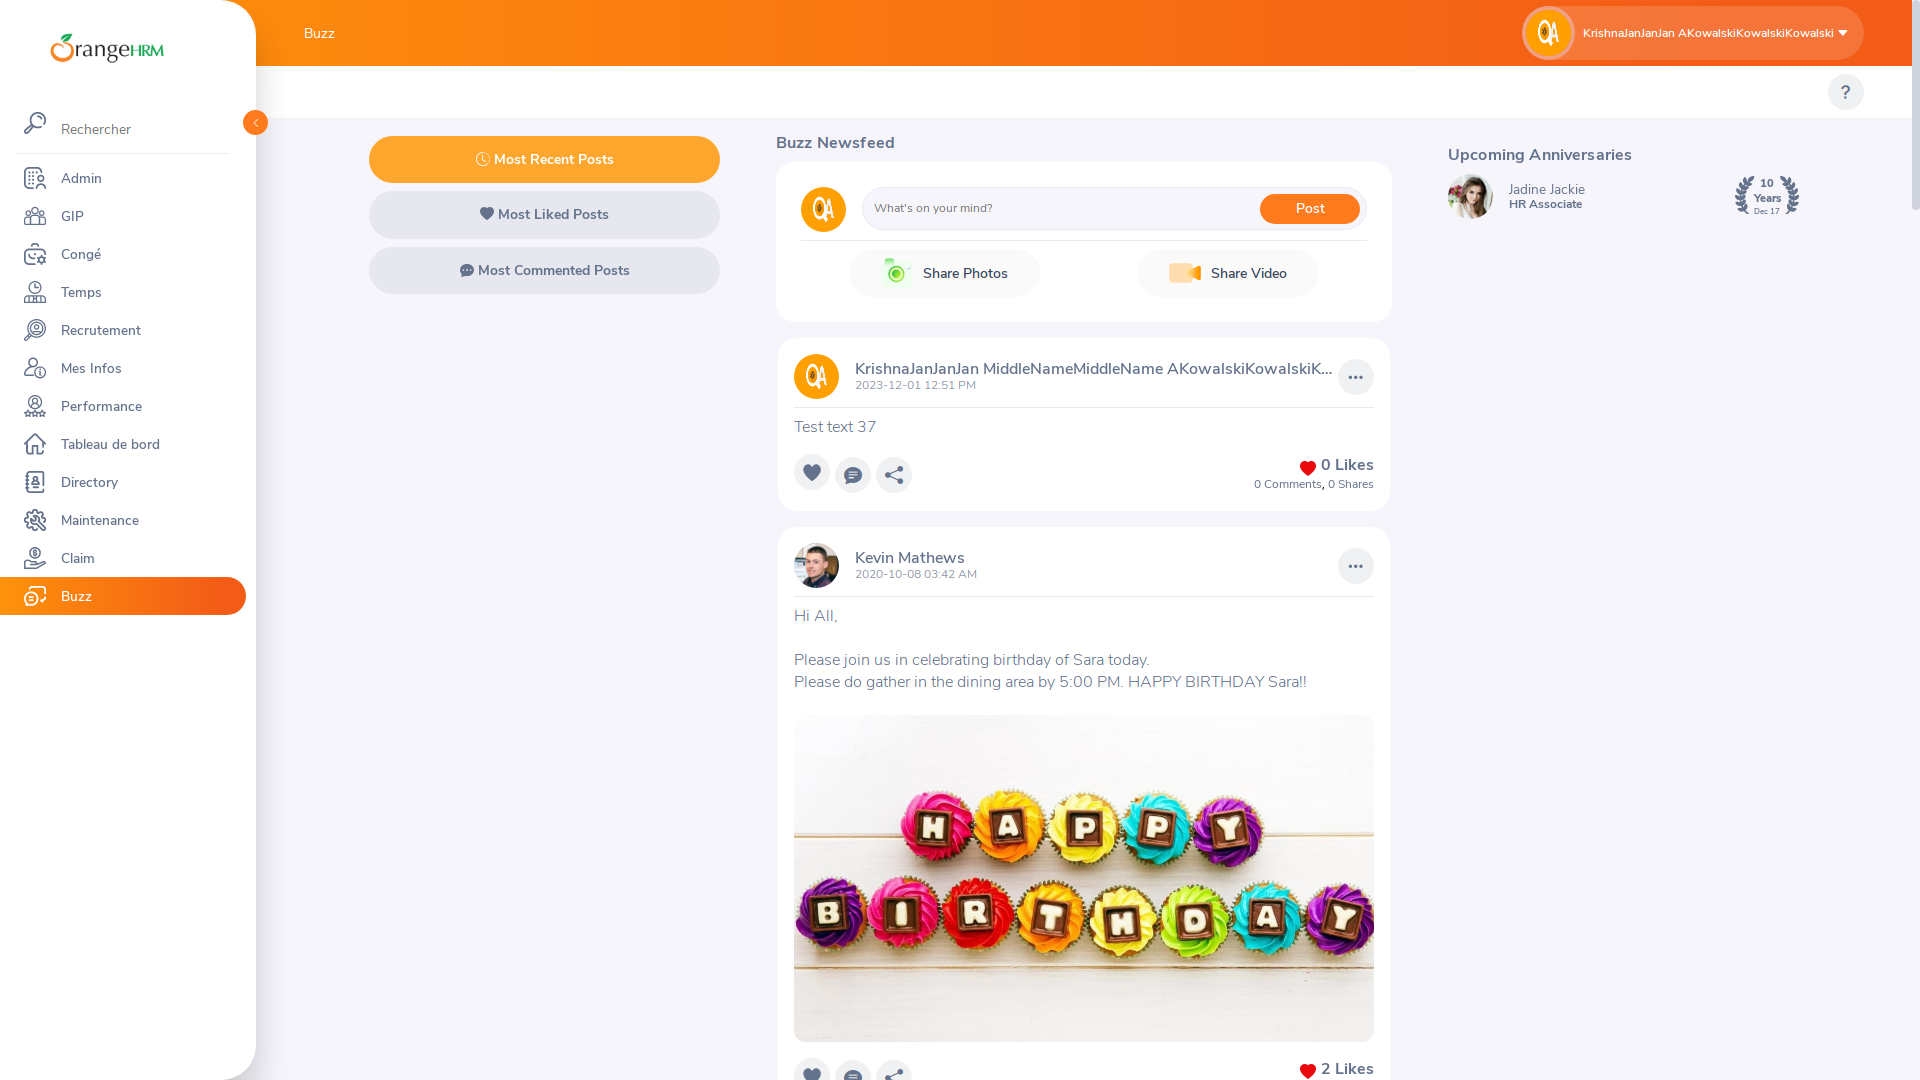 OrangeHRM
Rechercher
Admin
GIP
Congé
Temps
Recrutement
Mes Infos
Performance
Tableau de bord
Directory
Maintenance
Claim
Buzz
Buzz
KrishnaJanJanJan AKowalskiKowalskiKowalski
?
Most Recent Posts
Most Liked Posts
Most Commented Posts
Buzz Newsfeed
What's on your mind?
Post
Share Photos
Share Video
KrishnaJanJanJan MiddleNameMiddleName AKowalskiKowalskiK...
2023-12-01 12:51 PM
Test text 37
0 Likes
0 Comments, 0 Shares
Kevin Mathews
2020-10-08 03:42 AM
Hi All,
Please join us in celebrating birthday of Sara today.
Please do gather in the dining area by 5:00 PM. HAPPY BIRTHDAY Sara!!
HAPPY
BIRTHDAY
2 Likes
Upcoming Anniversaries
Jadine Jackie
HR Associate
10
Years
Dec 17